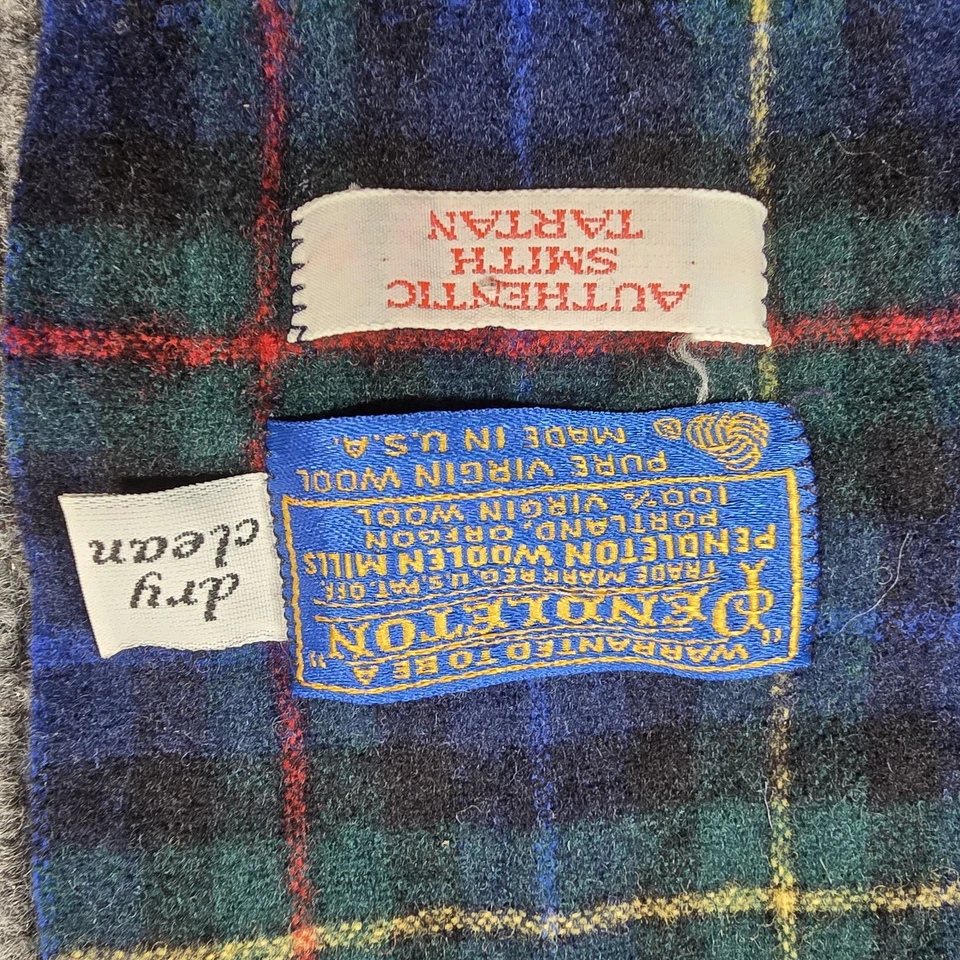 AUTHENTIC
SMITH
TARTAN
"WARRANTED TO BE A
PENDLETON"
TRADE MARK REG. U.S. PAT. OFF.
PENDLETON WOOLEN MILLS
PORTLAND, OREGON
100% VIRGIN WOOL
PURE VIRGIN WOOL
MADE IN U.S.A.
R
dry
clean